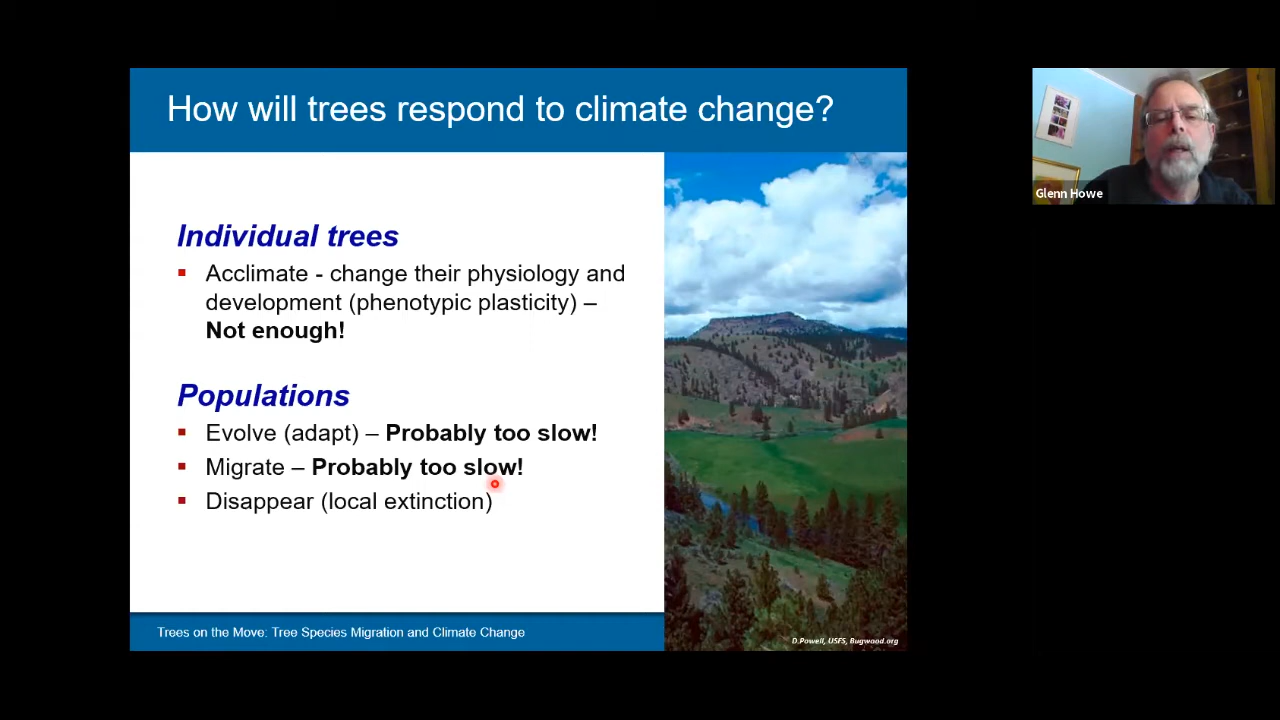 How will trees respond to climate change?
Individual trees
▪ Acclimate - change their physiology and
development (phenotypic plasticity) –
Not enough!
Populations
▪ Evolve (adapt) – Probably too slow!
▪ Migrate – Probably too slow!
▪ Disappear (local extinction)
Trees on the Move: Tree Species Migration and Climate Change
D.Powell, USFS, Bugwood.org
Glenn Howe